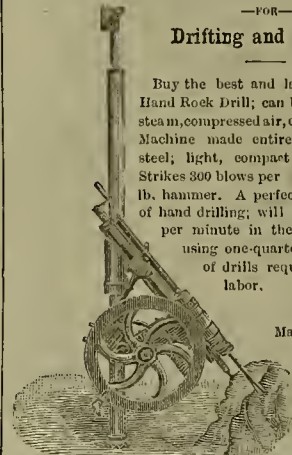 —FOR—
Drifting and
Buy the best and
Hand Rock Drill; can
steam, compressed air,
Machine made entire
steel; light, compact
Strikes 300 blows per
lb. hammer. A perfec
of hand drilling; will
per minute in the
using one-quart
of drills requ
labor.
Ma